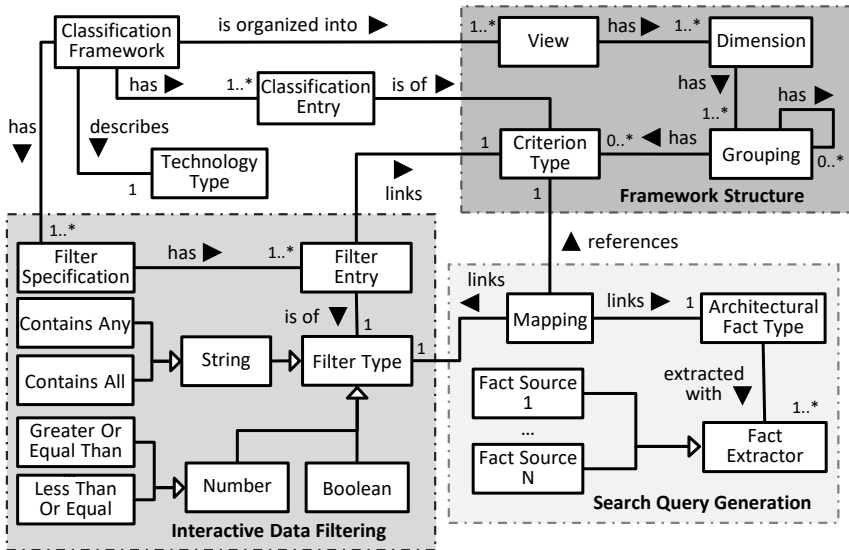 Classification
Framework
is organized into
1..*
View
has
1..*
Dimension
has
1..*
Classification
Entry
is of
has
1..*
has
has
describes
1
Technology
Type
1
Criterion
Type
0..*
has
Grouping
0..*
links
1
Framework Structure
1..*
Filter
Specification
has
1..*
Filter
Entry
references
is of
1
links
Mapping
links
1
Architectural
Fact Type
Contains Any
Contains All
String
Filter Type
1
Fact Source
1
...
Fact Source
N
extracted
with
1..*
Fact
Extractor
Greater Or
Equal Than
Less Than
Or Equal
Number
Boolean
Interactive Data Filtering
Search Query Generation